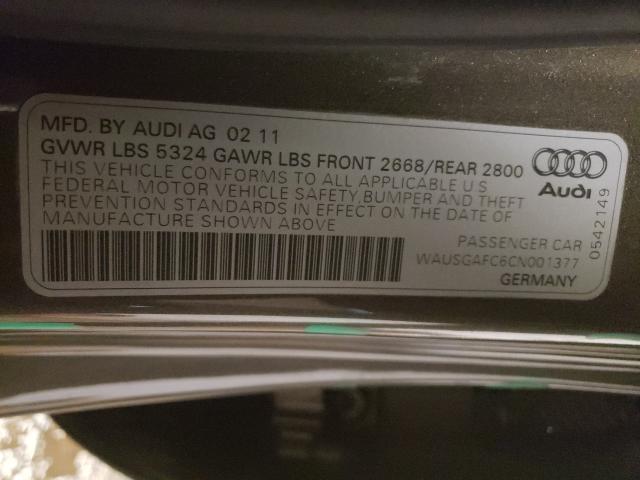 MFD. BY AUDI AG 02 11
GVWR LBS 5324 GAWR LBS FRONT 2668/REAR 2800
THIS VEHICLE CONFORMS TO ALL APPLICABLE U S
FEDERAL MOTOR VEHICLE SAFETY,BUMPER AND THEFT
PREVENTION STANDARDS IN EFFECT ON THE DATE OF
MANUFACTURE SHOWN ABOVE
Audi
0542149
PASSENGER CAR
WAUSGAFC6CN001377
GERMANY